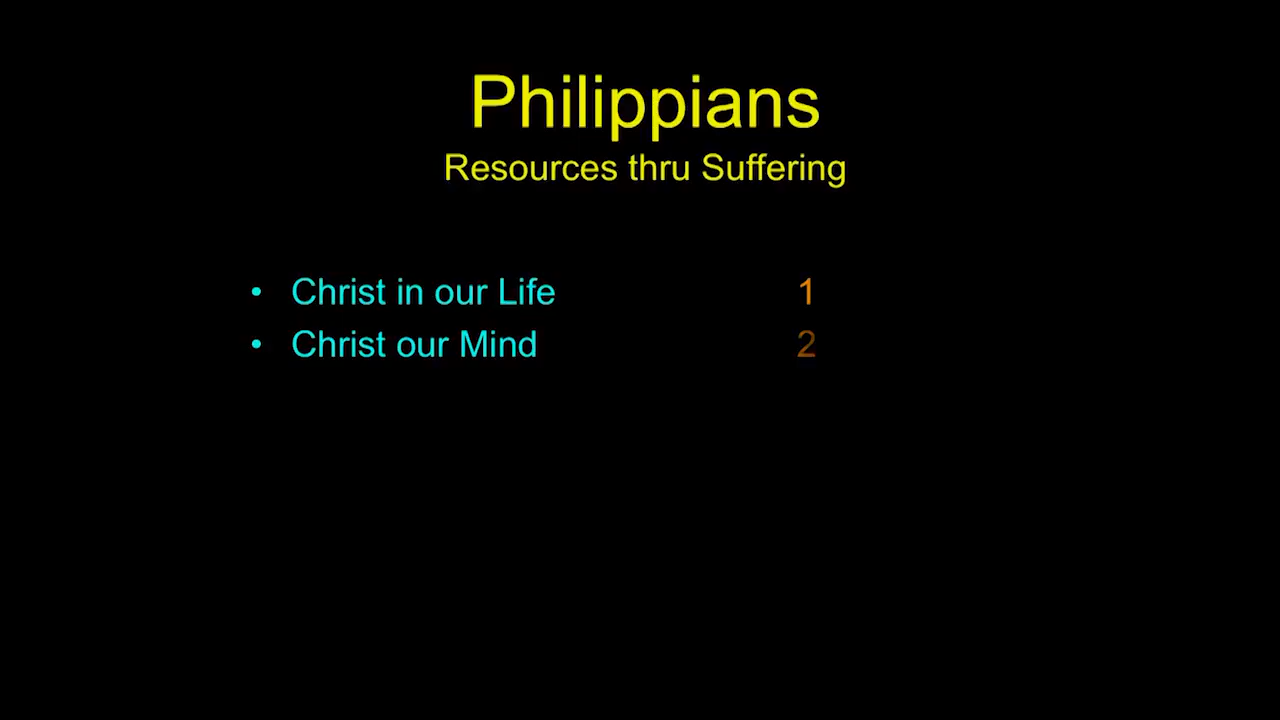 Philippians
Resources thru Suffering
• Christ in our Life 1
• Christ our Mind 2